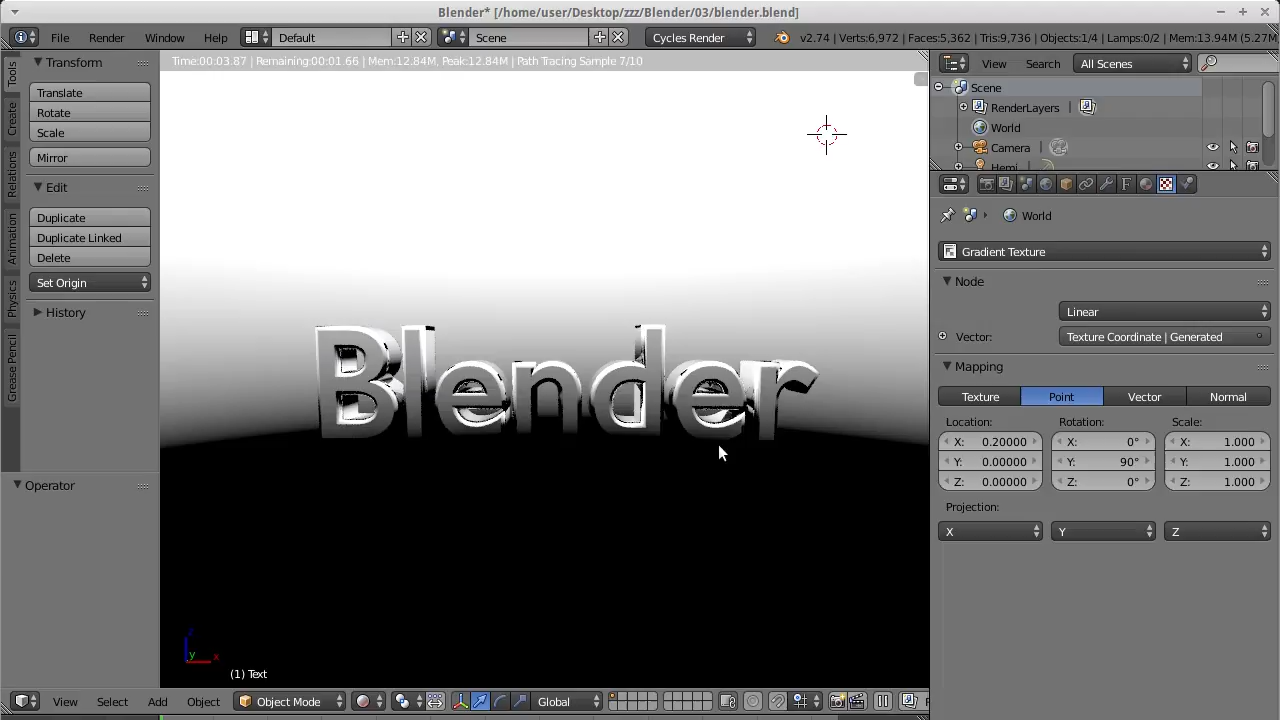 Blender* [/home/user/Desktop/zzz/Blender/03/blender.blend]
File Render Window Help Default Scene Cycles Render v2.74 | Verts:6,972 | Faces:5,362 | Tris:9,736 | Objects:1/4 | Lamps:0/2 | Mem:13.94M (5.27M
Time:00:03.87 | Remaining:00:01.66 | Mem:12.84M, Peak:12.84M | Path Tracing Sample 7/10
Tools
Create
Relations
Animation
Physics
Grease Pencil
Transform
Translate
Rotate
Scale
Mirror
Edit
Duplicate
Duplicate Linked
Delete
Set Origin
History
Operator
Blender
z
y x
(1) Text
View Select Add Object Object Mode Global
View Search All Scenes
Scene
RenderLayers |
World
Camera |
Hemi
World
Gradient Texture
Node
Linear
Vector: Texture Coordinate | Generated
Mapping
Texture Point Vector Normal
Location: Rotation: Scale:
X: 0.20000 X: 0° X: 1.000
Y: 0.00000 Y: 90° Y: 1.000
Z: 0.00000 Z: 0° Z: 1.000
Projection:
X Y Z